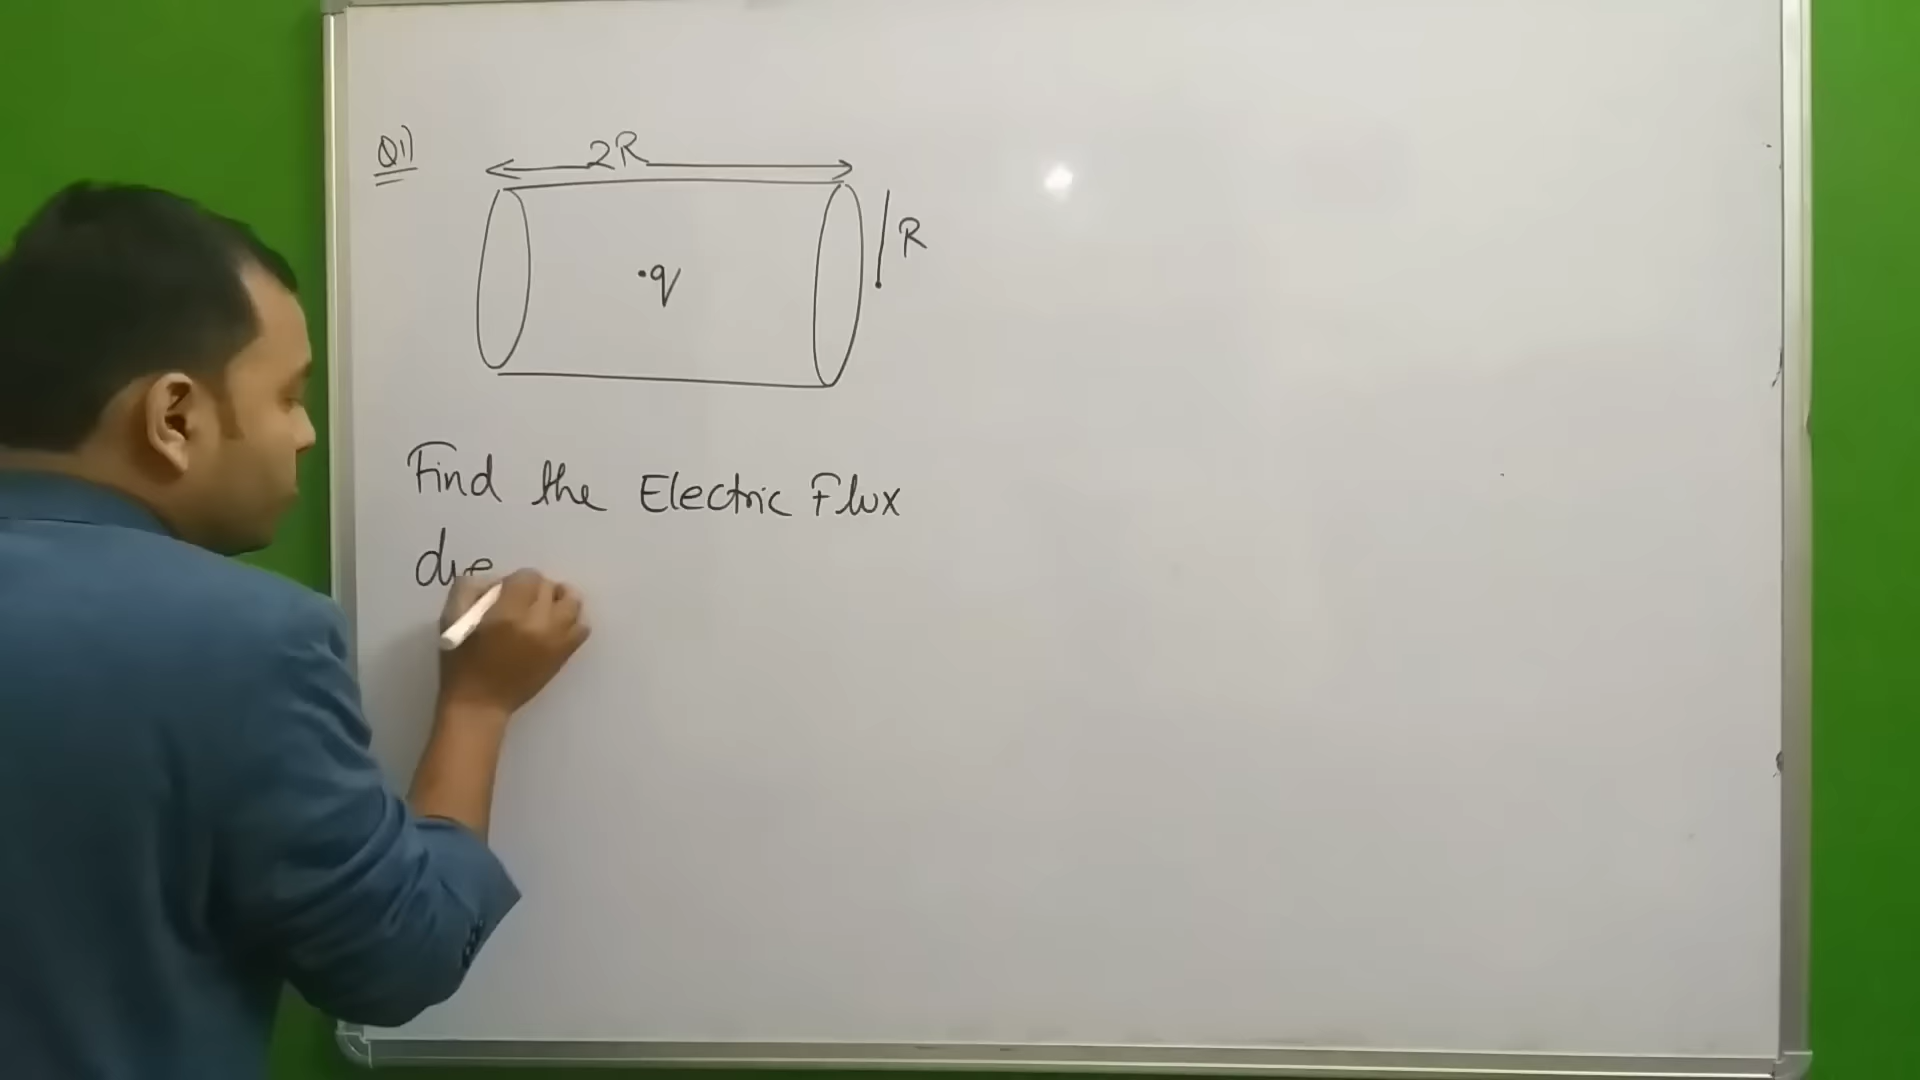 Q1)
2R
R
.q
Find the Electric Flux
due